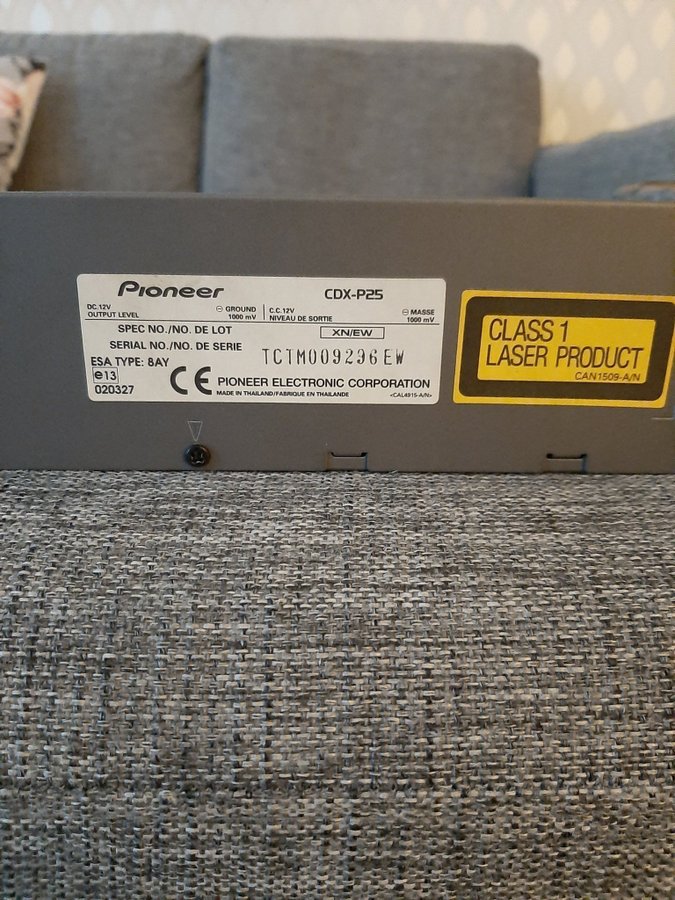 Pioneer CDX-P25
DC.12V ⊖ GROUND C.C.12V ⊖ MASSE
OUTPUT LEVEL 1000 mV NIVEAU DE SORTIE 1000 mV
SPEC NO./NO. DE LOT XN/EW
SERIAL NO./NO. DE SERIE TCTM009296EW
ESA TYPE: 8AY
e13
020327
CE PIONEER ELECTRONIC CORPORATION
MADE IN THAILAND/FABRIQUE EN THAILANDE <CAL4915-A/N>
CLASS 1
LASER PRODUCT
CAN1509-A/N